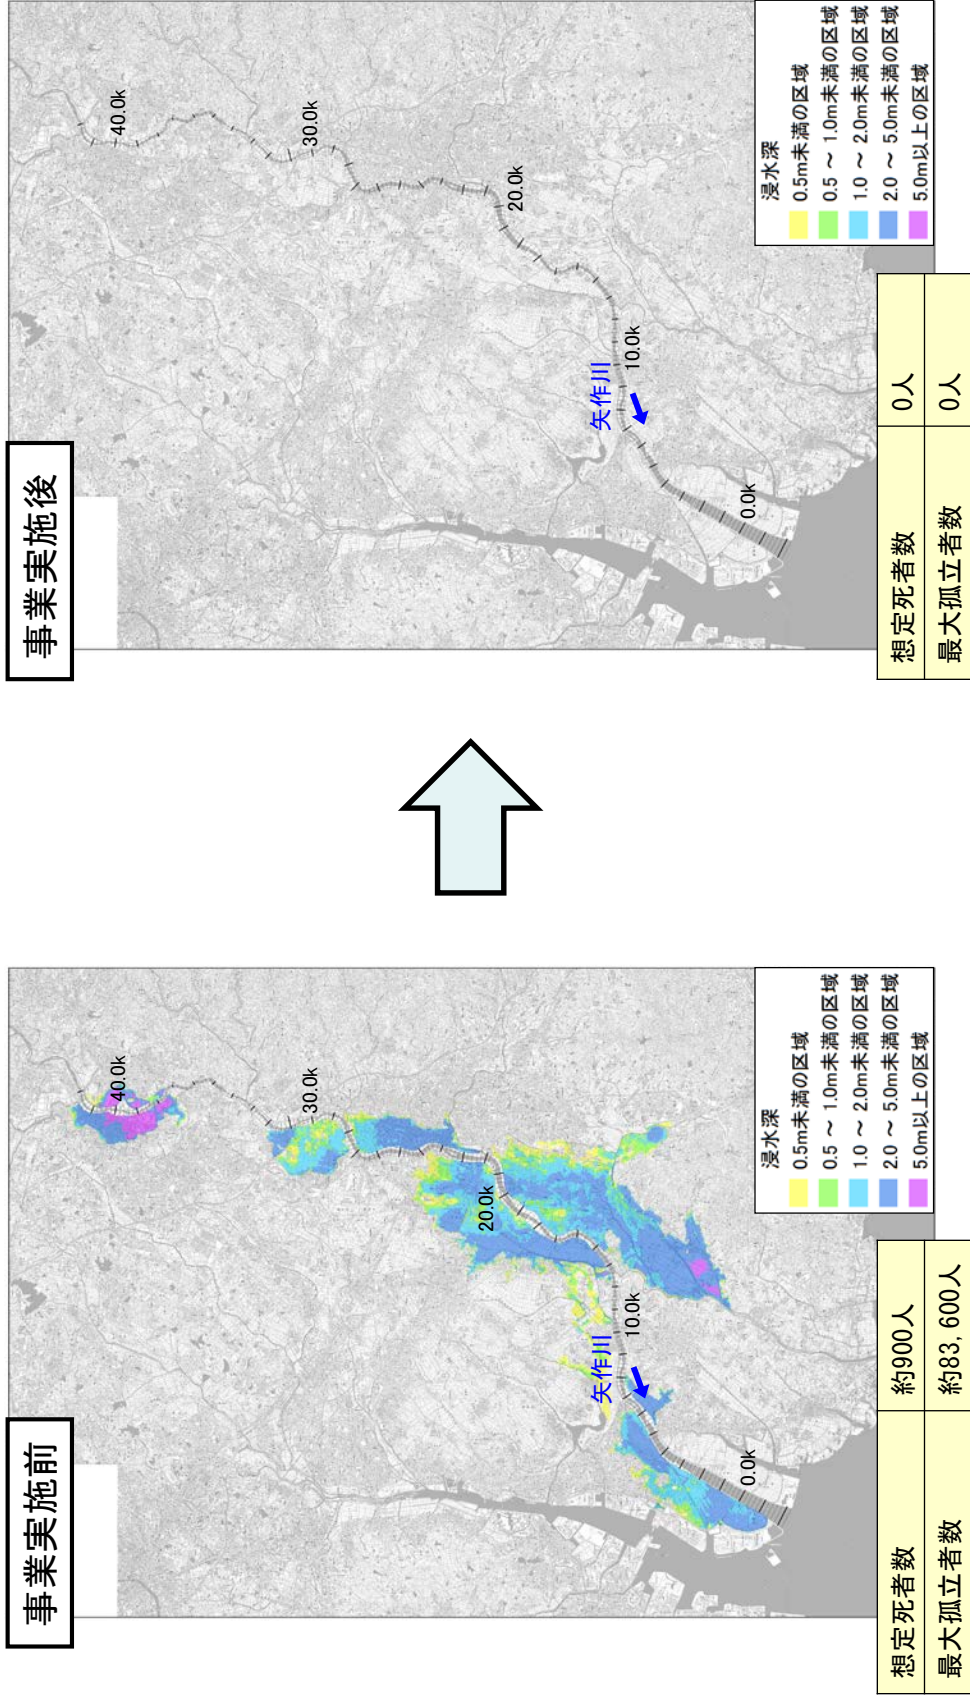 事業実施前
40.0k
30.0k
20.0k
10.0k
矢作川
0.0k
浸水深
0.5m未満の区域
0.5 ～ 1.0m未満の区域
1.0 ～ 2.0m未満の区域
2.0 ～ 5.0m未満の区域
5.0m以上の区域
想定死者数 約900人
最大孤立者数 約83,600人
事業実施後
40.0k
30.0k
20.0k
10.0k
矢作川
0.0k
浸水深
0.5m未満の区域
0.5 ～ 1.0m未満の区域
1.0 ～ 2.0m未満の区域
2.0 ～ 5.0m未満の区域
5.0m以上の区域
想定死者数 0人
最大孤立者数 0人